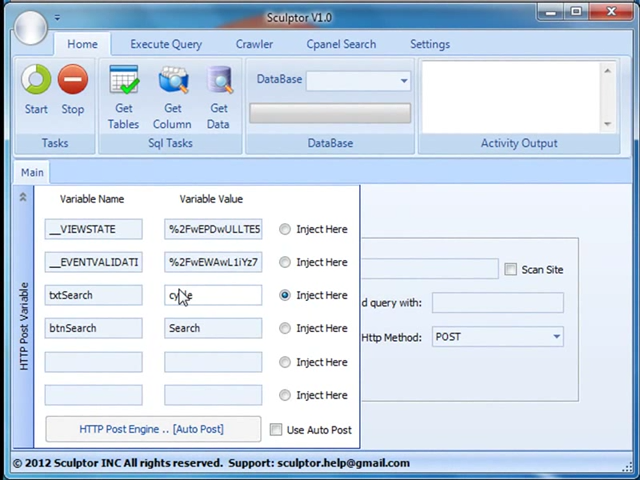 Sculptor V1.0
Home
Execute Query
Crawler
Cpanel Search
Settings
Start
Stop
Get Tables
Get Column
Get Data
DataBase
Tasks
Sql Tasks
DataBase
Activity Output
Main
HTTP Post Variable
Variable Name
Variable Value
__VIEWSTATE
%2FwEPDwULLTE5
Inject Here
__EVENTVALIDATI
%2FwEWAwL1iYz7
Inject Here
txtSearch
Inject Here
btnSearch
Search
Inject Here
Inject Here
Inject Here
HTTP Post Engine .. [Auto Post]
Use Auto Post
Scan Site
d query with:
Http Method:
POST
© 2012 Sculptor INC All rights reserved. Support: sculptor.help@gmail.com